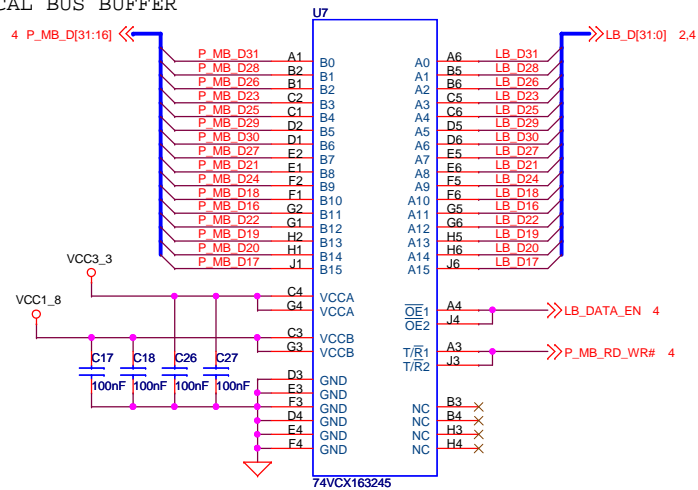 CAL BUS BUFFER
U7
4 P_MB_D[31:16]
LB_D[31:0] 2,4
P_MB_D31 A1 B0 A0 A6 LB_D31
P_MB_D28 B2 B1 A1 B5 LB_D28
P_MB_D26 B1 B2 A2 B6 LB_D26
P_MB_D23 C2 B3 A3 C5 LB_D23
P_MB_D25 C1 B4 A4 C6 LB_D25
P_MB_D29 D2 B5 A5 D5 LB_D29
P_MB_D30 D1 B6 A6 D6 LB_D30
P_MB_D27 E2 B7 A7 E5 LB_D27
P_MB_D21 E1 B8 A8 E6 LB_D21
P_MB_D24 F2 B9 A9 F5 LB_D24
P_MB_D18 F1 B10 A10 F6 LB_D18
P_MB_D16 G2 B11 A11 G5 LB_D16
P_MB_D22 G1 B12 A12 G6 LB_D22
P_MB_D19 H2 B13 A13 H5 LB_D19
P_MB_D20 H1 B14 A14 H6 LB_D20
P_MB_D17 J1 B15 A15 J6 LB_D17
VCC3_3
VCC1_8
C4 VCCA
G4 VCCA
OE1 A4 LB_DATA_EN 4
OE2 J4
C3 VCCB
G3 VCCB
T/R1 A3 P_MB_RD_WR# 4
T/R2 J3
C17 C18 C26 C27
100nF 100nF 100nF 100nF
D3 GND
E3 GND
F3 GND NC B3
D4 GND NC B4
E4 GND NC H3
F4 GND NC H4
74VCX163245